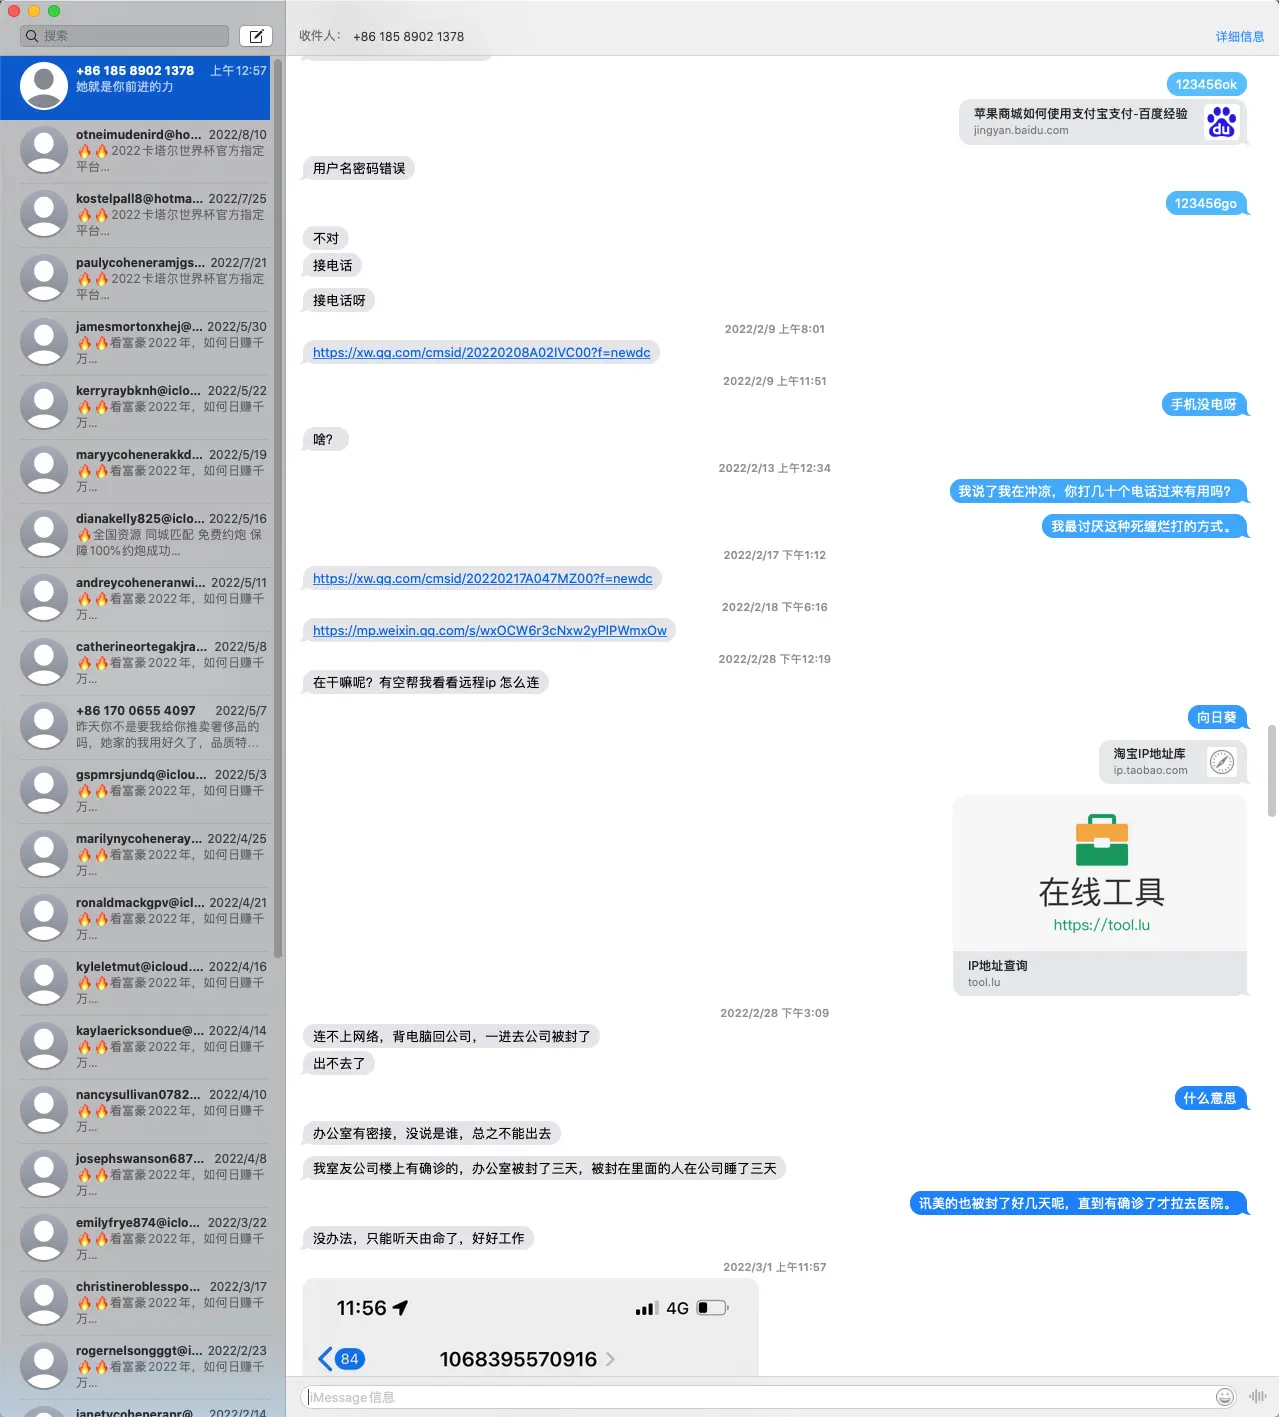 搜索
+86 185 8902 1378 上午12:57
她就是你前进的力
otneimudenird@ho... 2022/8/10
🔥🔥2022卡塔尔世界杯官方指定
平台...
kostelpall8@hotma... 2022/7/25
🔥🔥2022卡塔尔世界杯官方指定
平台...
paulycoheneramjgs... 2022/7/21
🔥🔥2022卡塔尔世界杯官方指定
平台...
jamesmortonxhej@... 2022/5/30
🔥🔥看富豪2022年，如何日赚千
万...
kerryraybknh@iclo... 2022/5/22
🔥🔥看富豪2022年，如何日赚千
万...
maryycohenerakkd... 2022/5/19
🔥🔥看富豪2022年，如何日赚千
万...
dianakelly825@iclo... 2022/5/16
🔥全国资源 同城匹配 免费约炮 保
障100%约炮成功...
andreycoheneranwi... 2022/5/11
🔥🔥看富豪2022年，如何日赚千
万...
catherineortegakjra... 2022/5/8
🔥🔥看富豪2022年，如何日赚千
万...
+86 170 0655 4097 2022/5/7
昨天你不是要我给你推卖奢侈品的
吗，她家的我用好久了，品质特...
gspmrsjundq@iclou... 2022/5/3
🔥🔥看富豪2022年，如何日赚千
万...
marilynycoheneray... 2022/4/25
🔥🔥看富豪2022年，如何日赚千
万...
ronaldmackgpv@icl... 2022/4/21
🔥🔥看富豪2022年，如何日赚千
万...
kyleletmut@icloud.... 2022/4/16
🔥🔥看富豪2022年，如何日赚千
万...
kaylaericksondue@... 2022/4/14
🔥🔥看富豪2022年，如何日赚千
万...
nancysullivan0782... 2022/4/10
🔥🔥看富豪2022年，如何日赚千
万...
josephswanson687... 2022/4/8
🔥🔥看富豪2022年，如何日赚千
万...
emilyfrye874@iclo... 2022/3/22
🔥🔥看富豪2022年，如何日赚千
万...
christineroblesspo... 2022/3/17
🔥🔥看富豪2022年，如何日赚千
万...
rogernelsongggt@i... 2022/2/23
🔥🔥看富豪2022年，如何日赚千
万...
janetycoheneranr@... 2022/2/14
收件人： +86 185 8902 1378 详细信息
123456ok
苹果商城如何使用支付宝支付-百度经验
jingyan.baidu.com
du
用户名密码错误
123456go
不对
接电话
接电话呀
2022/2/9 上午8:01
https://xw.qq.com/cmsid/20220208A02IVC00?f=newdc
2022/2/9 上午11:51
手机没电呀
啥？
2022/2/13 上午12:34
我说了我在冲凉，你打几十个电话过来有用吗？
我最讨厌这种死缠烂打的方式。
2022/2/17 下午1:12
https://xw.qq.com/cmsid/20220217A047MZ00?f=newdc
2022/2/18 下午6:16
https://mp.weixin.qq.com/s/wxOCW6r3cNxw2yPlPWmxOw
2022/2/28 下午12:19
在干嘛呢？有空帮我看看远程ip 怎么连
向日葵
淘宝IP地址库
ip.taobao.com
在线工具
https://tool.lu
IP地址查询
tool.lu
2022/2/28 下午3:09
连不上网络，背电脑回公司，一进去公司被封了
出不去了
什么意思
办公室有密接，没说是谁，总之不能出去
我室友公司楼上有确诊的，办公室被封了三天，被封在里面的人在公司睡了三天
讯美的也被封了好几天呢，直到有确诊了才拉去医院。
没办法，只能听天由命了，好好工作
2022/3/1 上午11:57
11:56 4G
84 1068395570916
iMessage信息